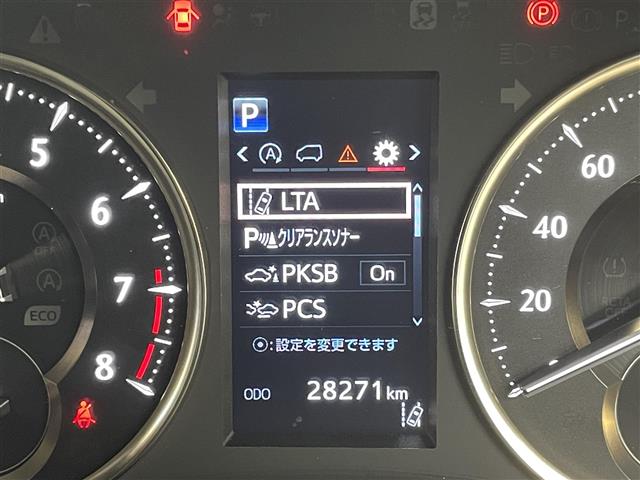 P
LTA
P クリアランスソナー
PKSB On
PCS
:設定を変更できます
ODO 28271 km
5
6
7
8
ECO
A
OFF
A
60
40
20
P